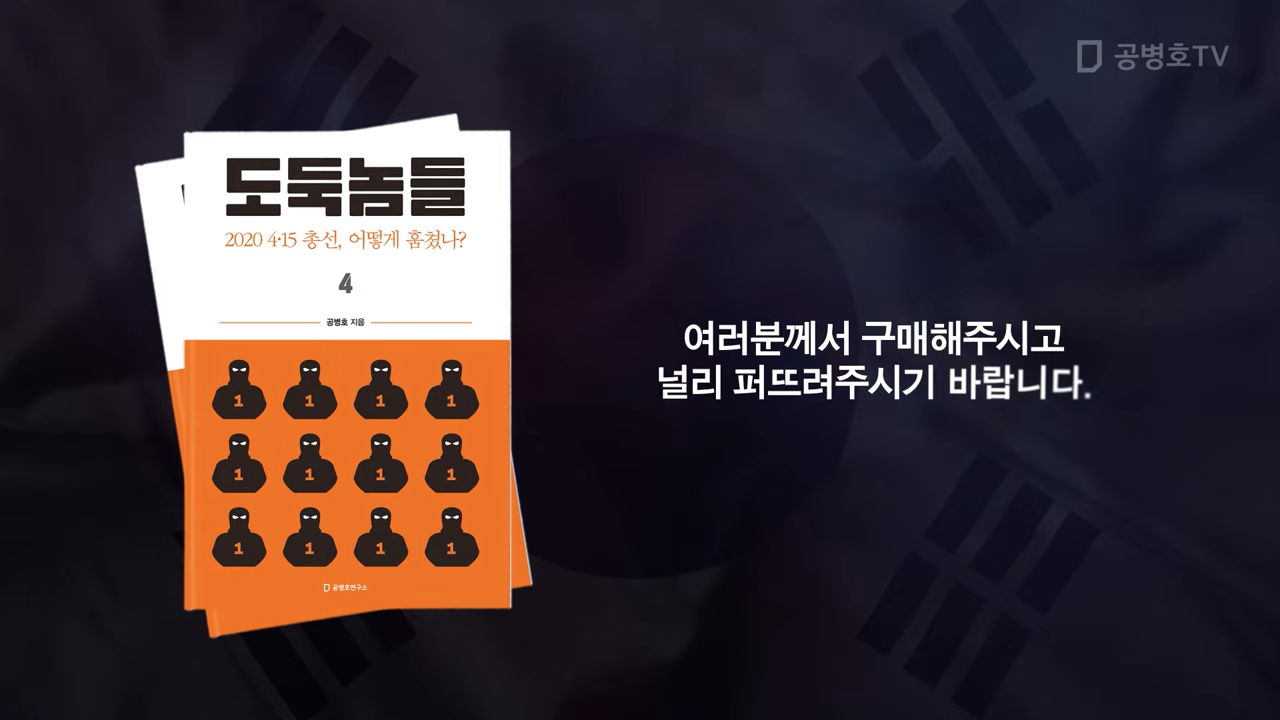 공병호TV
도둑놈들
2020 4·15 총선, 어떻게 훔쳤나?
4
공병호 지음
1 1 1 1
1 1 1 1
1 1 1 1
공병호연구소
여러분께서 구매해주시고
널리 퍼뜨려주시기 바랍니다.